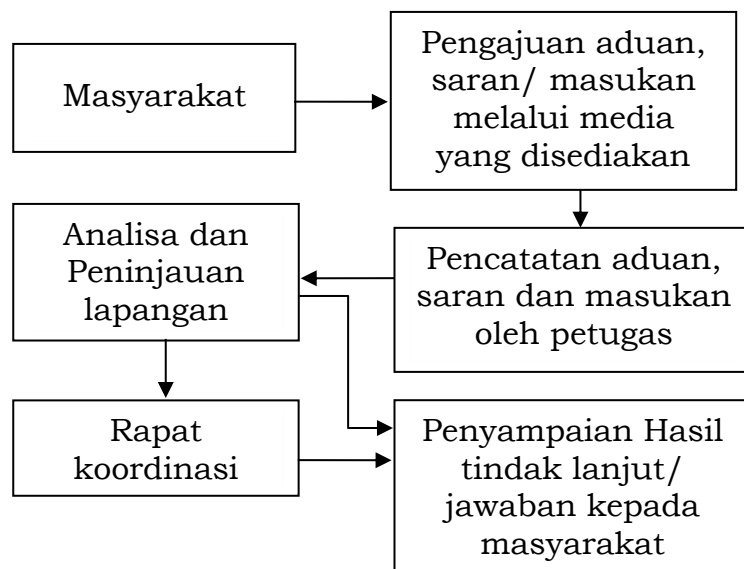 Masyarakat
Pengajuan aduan,
saran/ masukan
melalui media
yang disediakan
Pencatatan aduan,
saran dan masukan
oleh petugas
Analisa dan
Peninjauan
lapangan
Rapat
koordinasi
Penyampaian Hasil
tindak lanjut/
jawaban kepada
masyarakat